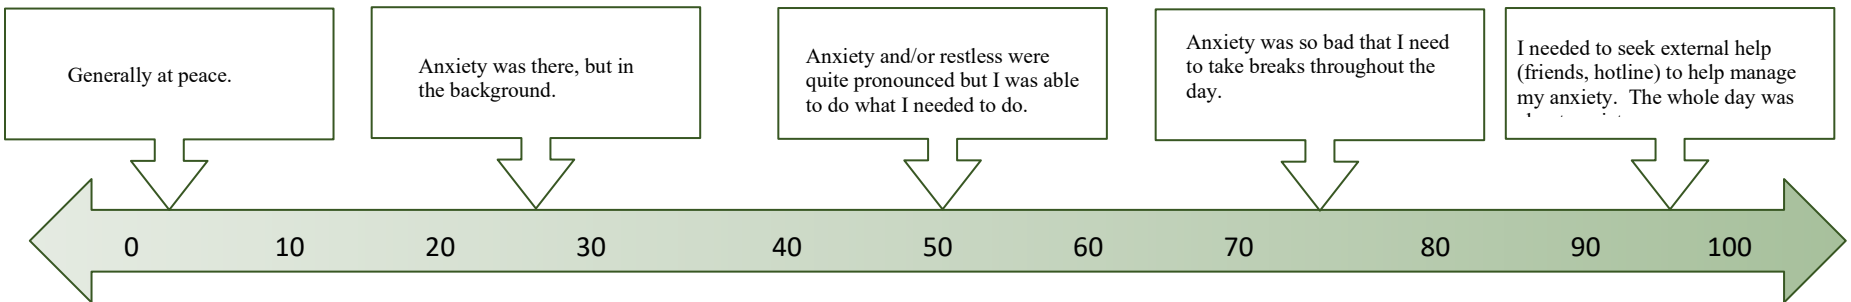 Generally at peace.
Anxiety was there, but in
the background.
Anxiety and/or restless were
quite pronounced but I was able
to do what I needed to do.
Anxiety was so bad that I need
to take breaks throughout the
day.
I needed to seek external help
(friends, hotline) to help manage
my anxiety.  The whole day was
0 10 20 30 40 50 60 70 80 90 100